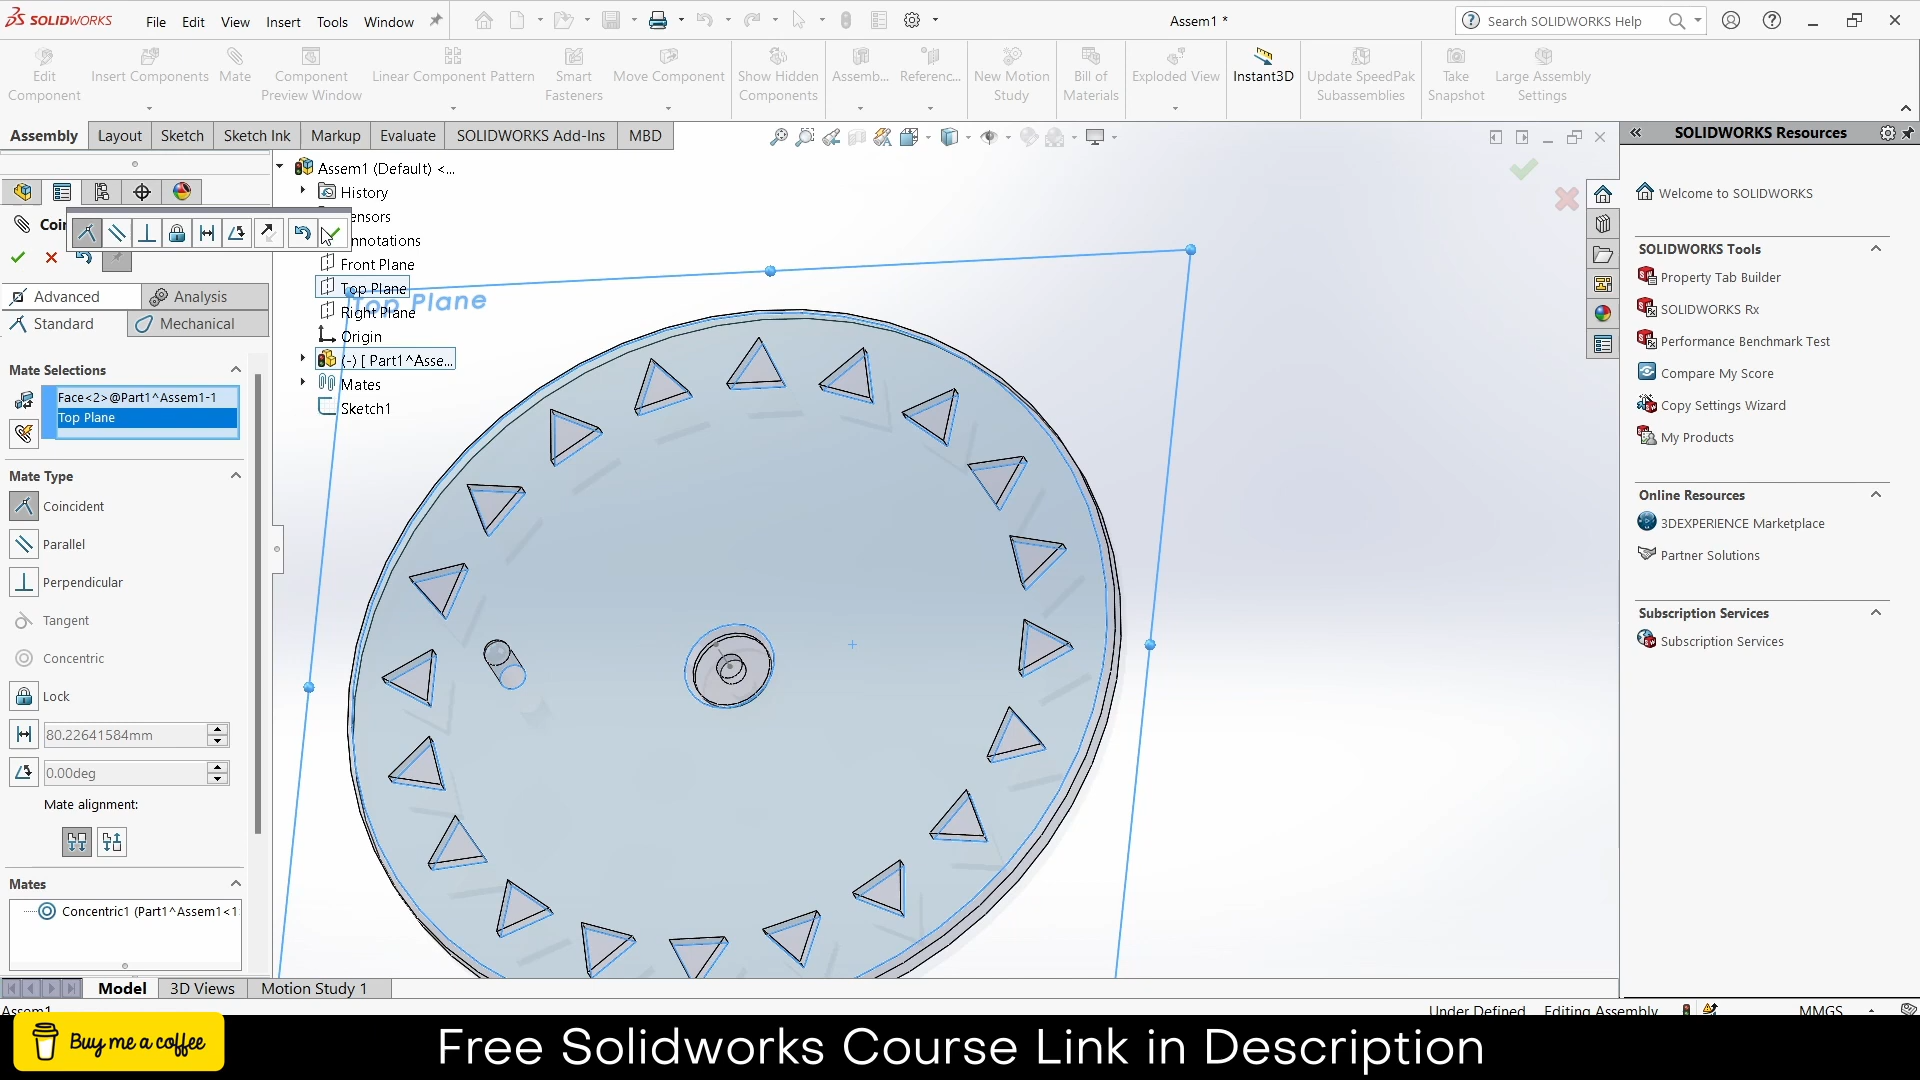 SOLIDWORKS File Edit View Insert Tools Window Assem1 * Search SOLIDWORKS Help
Edit Component Insert Components Mate Component Preview Window Linear Component Pattern Smart Fasteners Move Component Show Hidden Components Assemb... Referenc... New Motion Study Bill of Materials Exploded View Instant3D Update SpeedPak Subassemblies Take Snapshot Large Assembly Settings
Assembly Layout Sketch Sketch Ink Markup Evaluate SOLIDWORKS Add-Ins MBD
SOLIDWORKS Resources
Assem1 (Default) <...
History
ensors
nnotations
Front Plane
Top Plane
Right Plane
Origin
(-) [ Part1^Asse...
Mates
Sketch1
Top Plane
Coin
Advanced Analysis
Standard Mechanical
Mate Selections
Face<2>@Part1^Assem1-1
Top Plane
Mate Type
Coincident
Parallel
Perpendicular
Tangent
Concentric
Lock
80.22641584mm
0.00deg
Mate alignment:
Mates
Concentric1 (Part1^Assem1<1
Welcome to SOLIDWORKS
SOLIDWORKS Tools
Property Tab Builder
SOLIDWORKS Rx
Performance Benchmark Test
Compare My Score
Copy Settings Wizard
My Products
Online Resources
3DEXPERIENCE Marketplace
Partner Solutions
Subscription Services
Subscription Services
Model 3D Views Motion Study 1
Assem1 Under Defined Editing Assembly MMGS
Buy me a coffee
Free Solidworks Course Link in Description